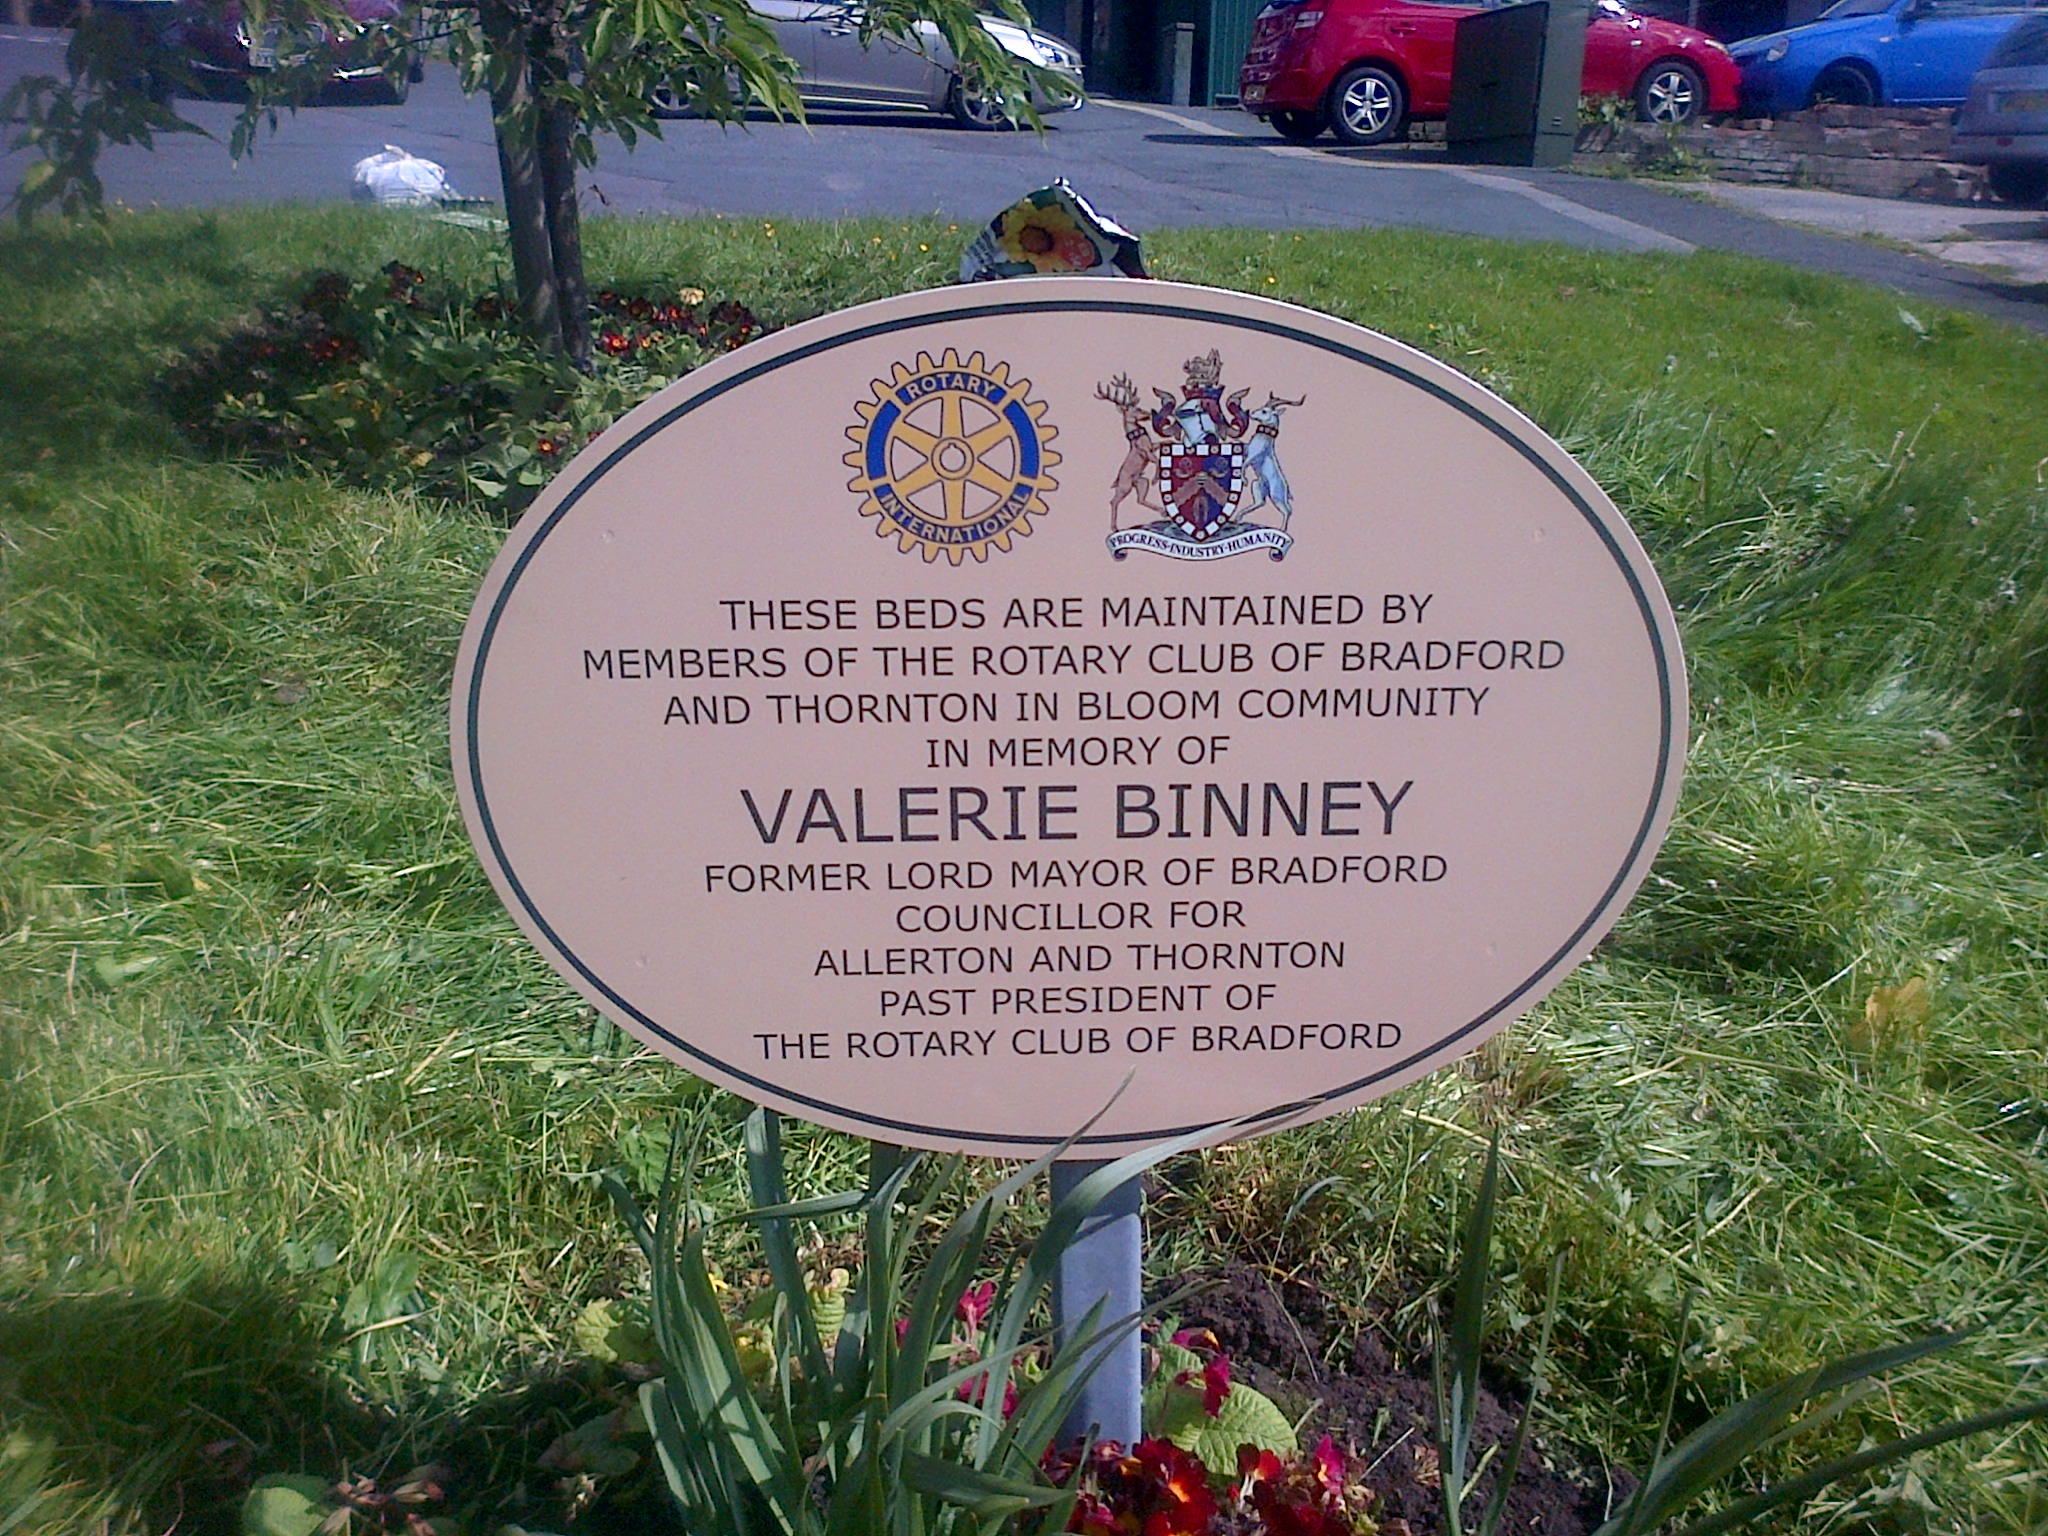 ROTARY
INTERNATIONAL
PROGRESS·INDUSTRY·HUMANITY
THESE BEDS ARE MAINTAINED BY
MEMBERS OF THE ROTARY CLUB OF BRADFORD
AND THORNTON IN BLOOM COMMUNITY
IN MEMORY OF
VALERIE BINNEY
FORMER LORD MAYOR OF BRADFORD
COUNCILLOR FOR
ALLERTON AND THORNTON
PAST PRESIDENT OF
THE ROTARY CLUB OF BRADFORD